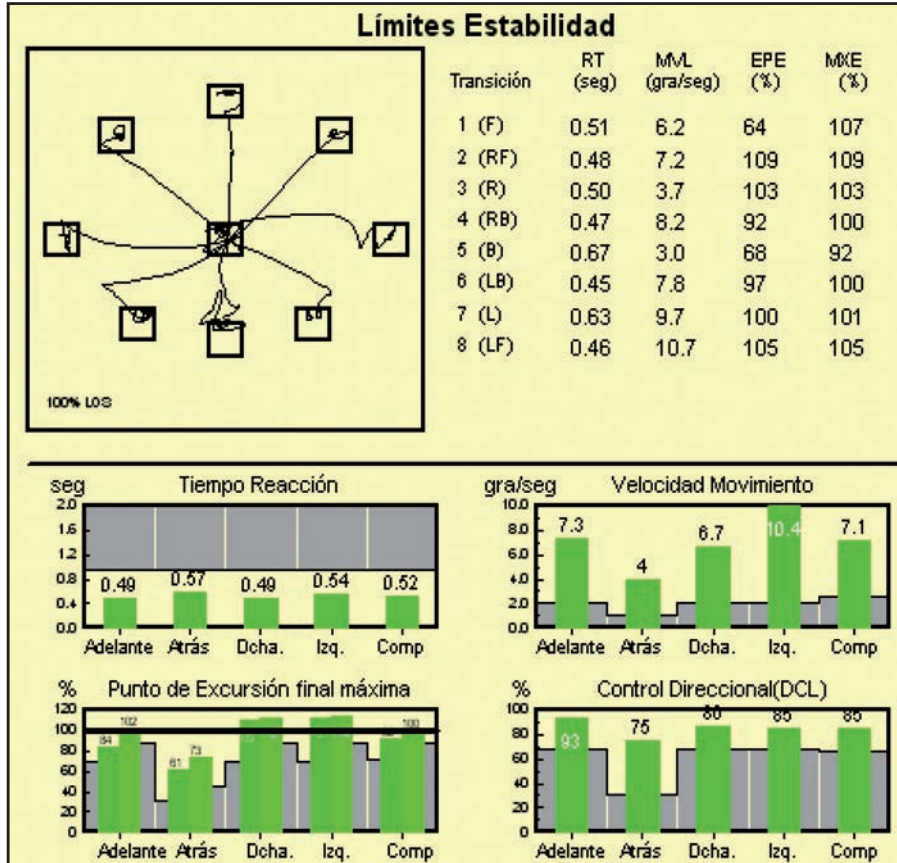 Límites Estabilidad
Transición RT (seg) MVL (gra/seg) EPE (%) MXE (%)
1 (F) 0.51 6.2 64 107
2 (RF) 0.48 7.2 109 109
3 (R) 0.50 3.7 103 103
4 (RB) 0.47 8.2 92 100
5 (B) 0.67 3.0 68 92
6 (LB) 0.45 7.8 97 100
7 (L) 0.63 9.7 100 101
8 (LF) 0.46 10.7 105 105
100% LOS
seg Tiempo Reacción
2.0
1.6
1.2
0.8
0.4
0.0
0.49 0.57 0.49 0.54 0.52
Adelante Atrás Dcha. Izq. Comp
gra/seg Velocidad Movimiento
10.0
8.0
6.0
4.0
2.0
0.0
7.3 4 6.7 10.4 7.1
Adelante Atrás Dcha. Izq. Comp
% Punto de Excursión final máxima
120
100
80
60
40
20
0
84 102 61 73 100
Adelante Atrás Dcha. Izq. Comp
% Control Direccional(DCL)
100
80
60
40
20
0
93 75 85 85
Adelante Atrás Dcha. Izq. Comp